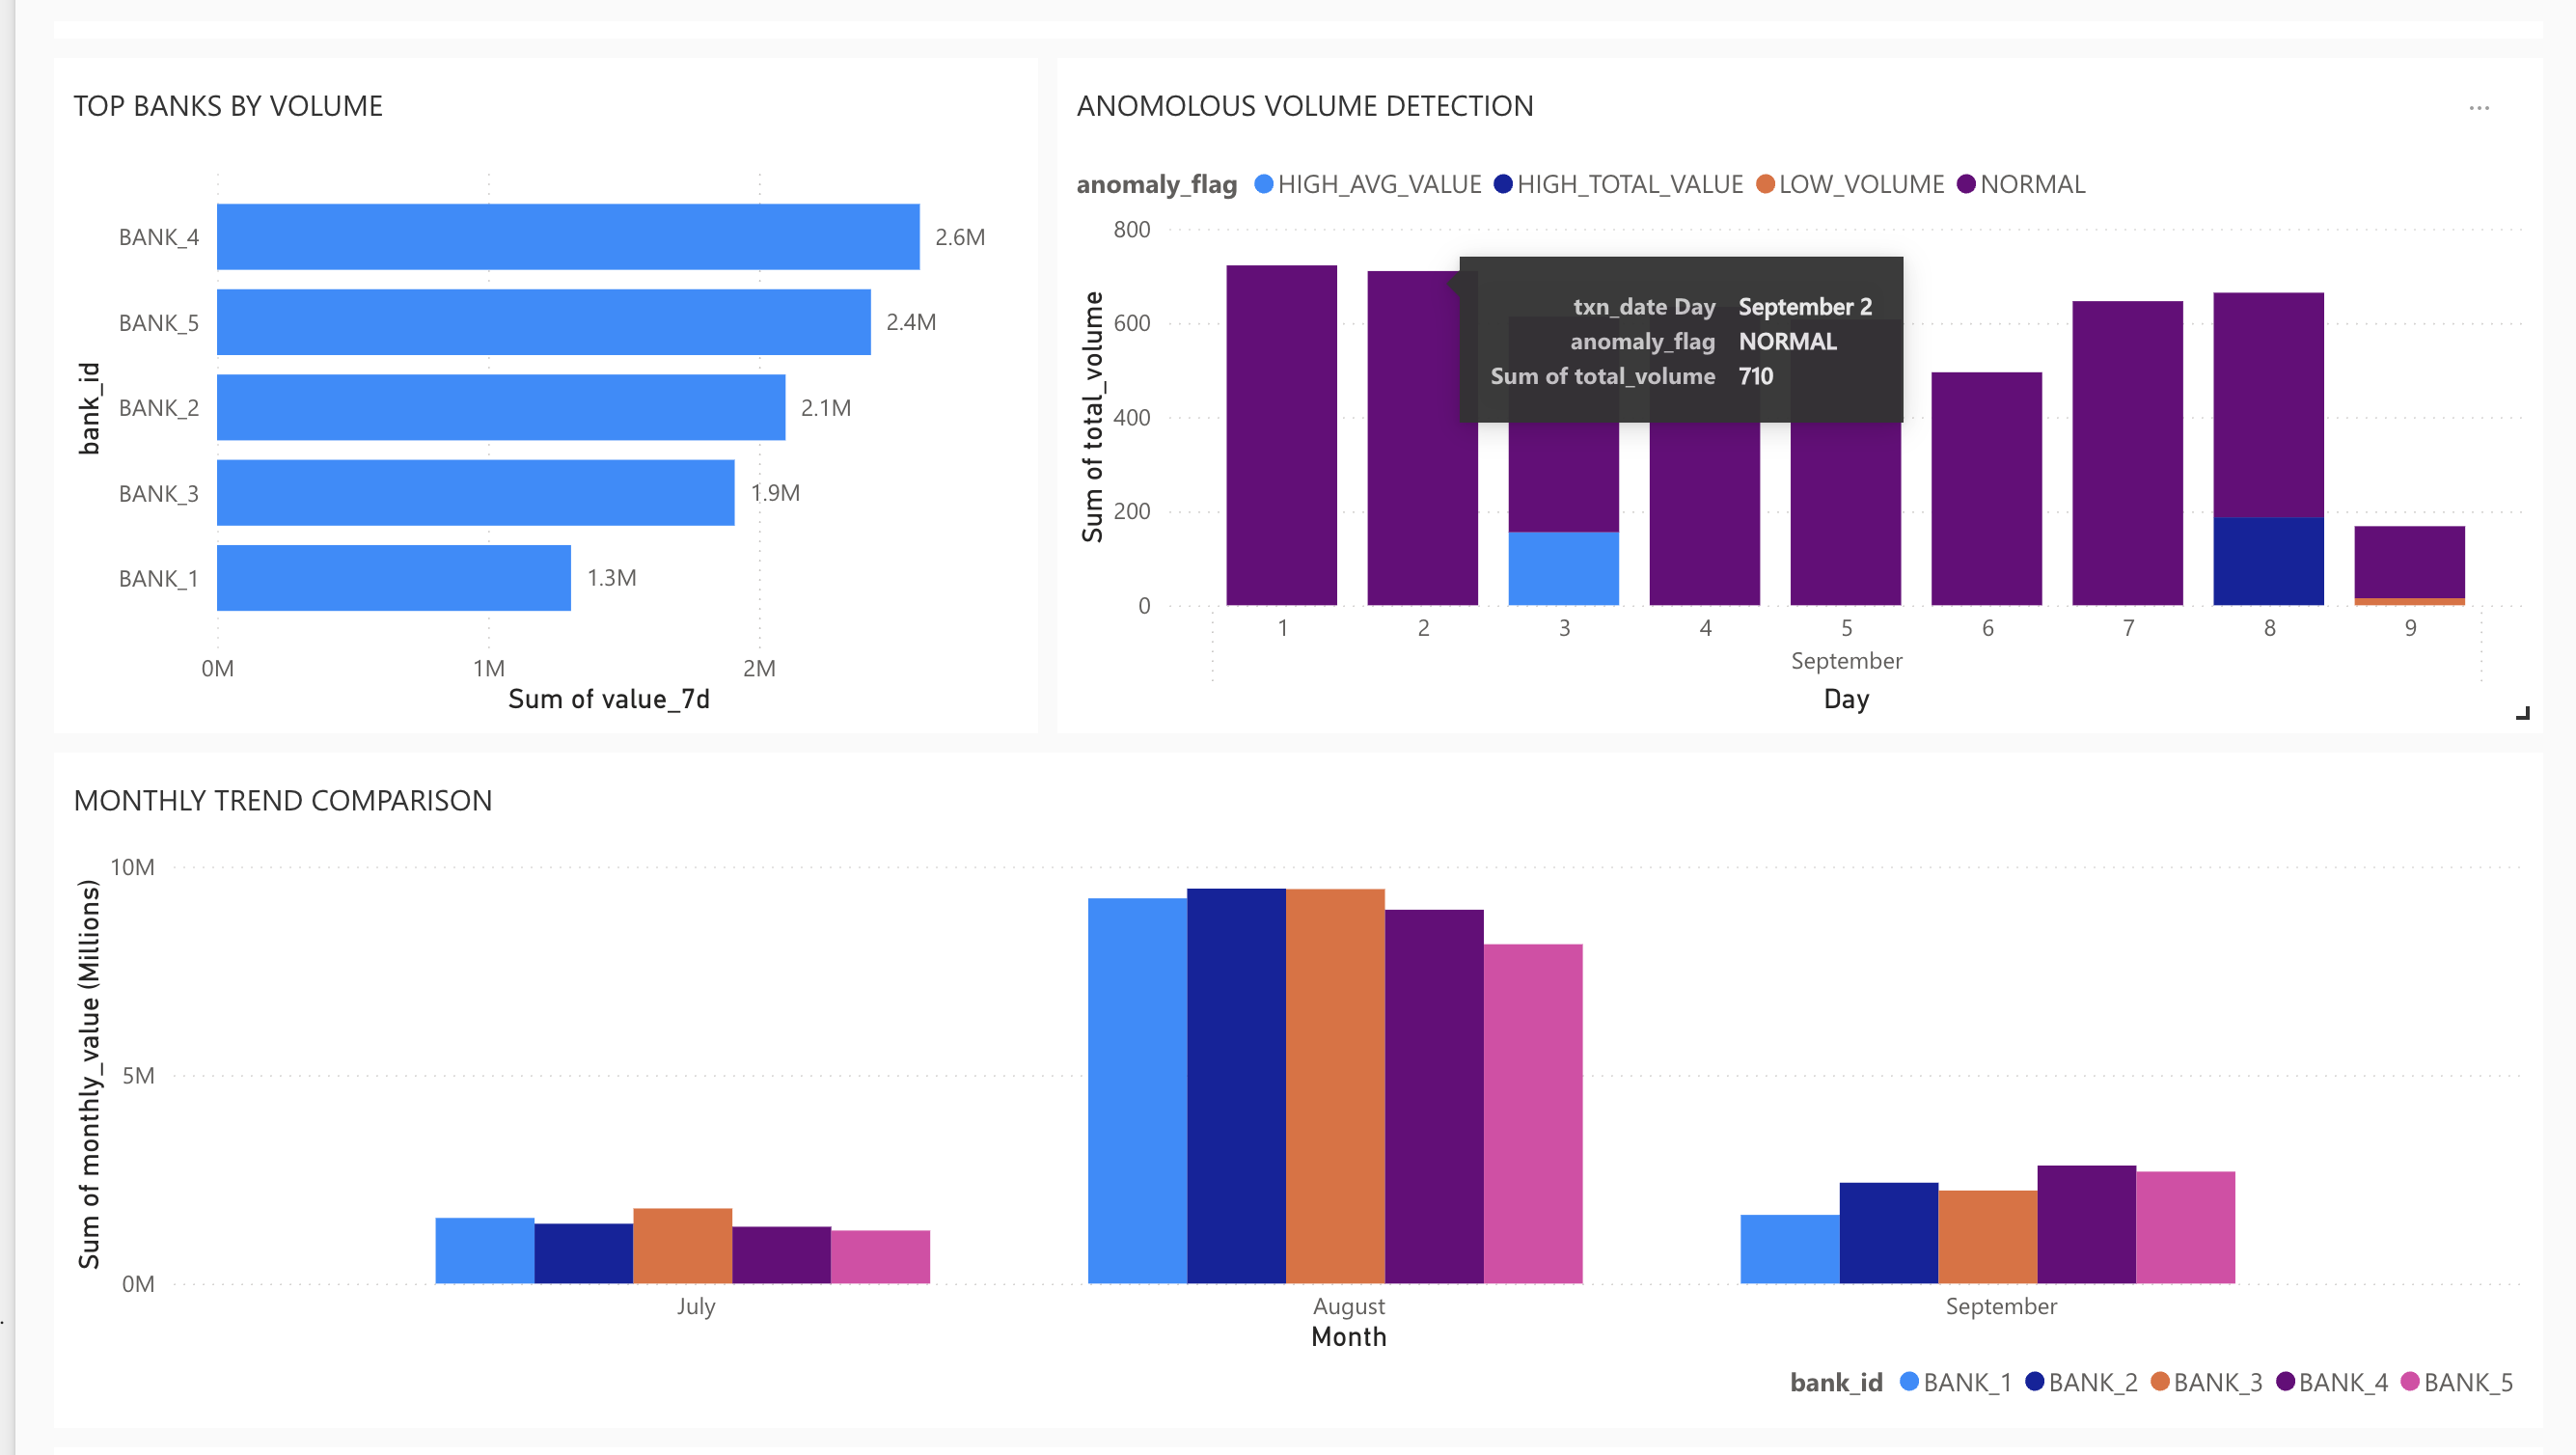 TOP BANKS BY VOLUME
bank_id
BANK_4
2.6M
BANK_5
2.4M
BANK_2
2.1M
BANK_3
1.9M
BANK_1
1.3M
0M
1M
2M
Sum of value_7d
ANOMOLOUS VOLUME DETECTION
...
anomaly_flag HIGH_AVG_VALUE HIGH_TOTAL_VALUE LOW_VOLUME NORMAL
Sum of total_volume
800
600
400
200
0
txn_date Day September 2
anomaly_flag NORMAL
Sum of total_volume 710
1 2 3 4 5 6 7 8 9
September
Day
MONTHLY TREND COMPARISON
Sum of monthly_value (Millions)
10M
5M
0M
July August September
Month
bank_id BANK_1 BANK_2 BANK_3 BANK_4 BANK_5